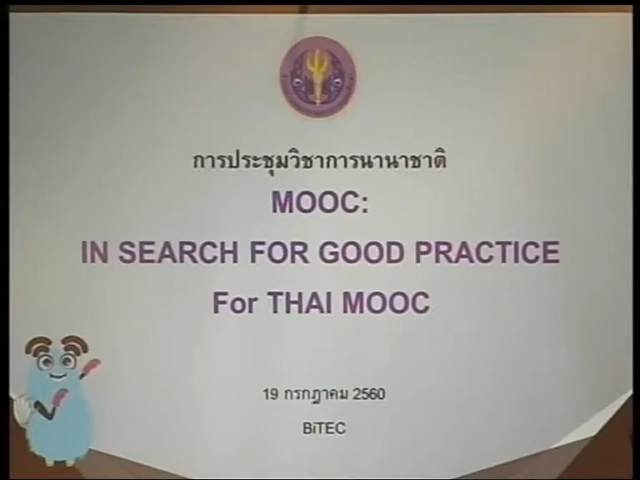 การประชุมวิชาการนานาชาติ
MOOC:
IN SEARCH FOR GOOD PRACTICE
For THAI MOOC
19 กรกฎาคม 2560
BiTEC